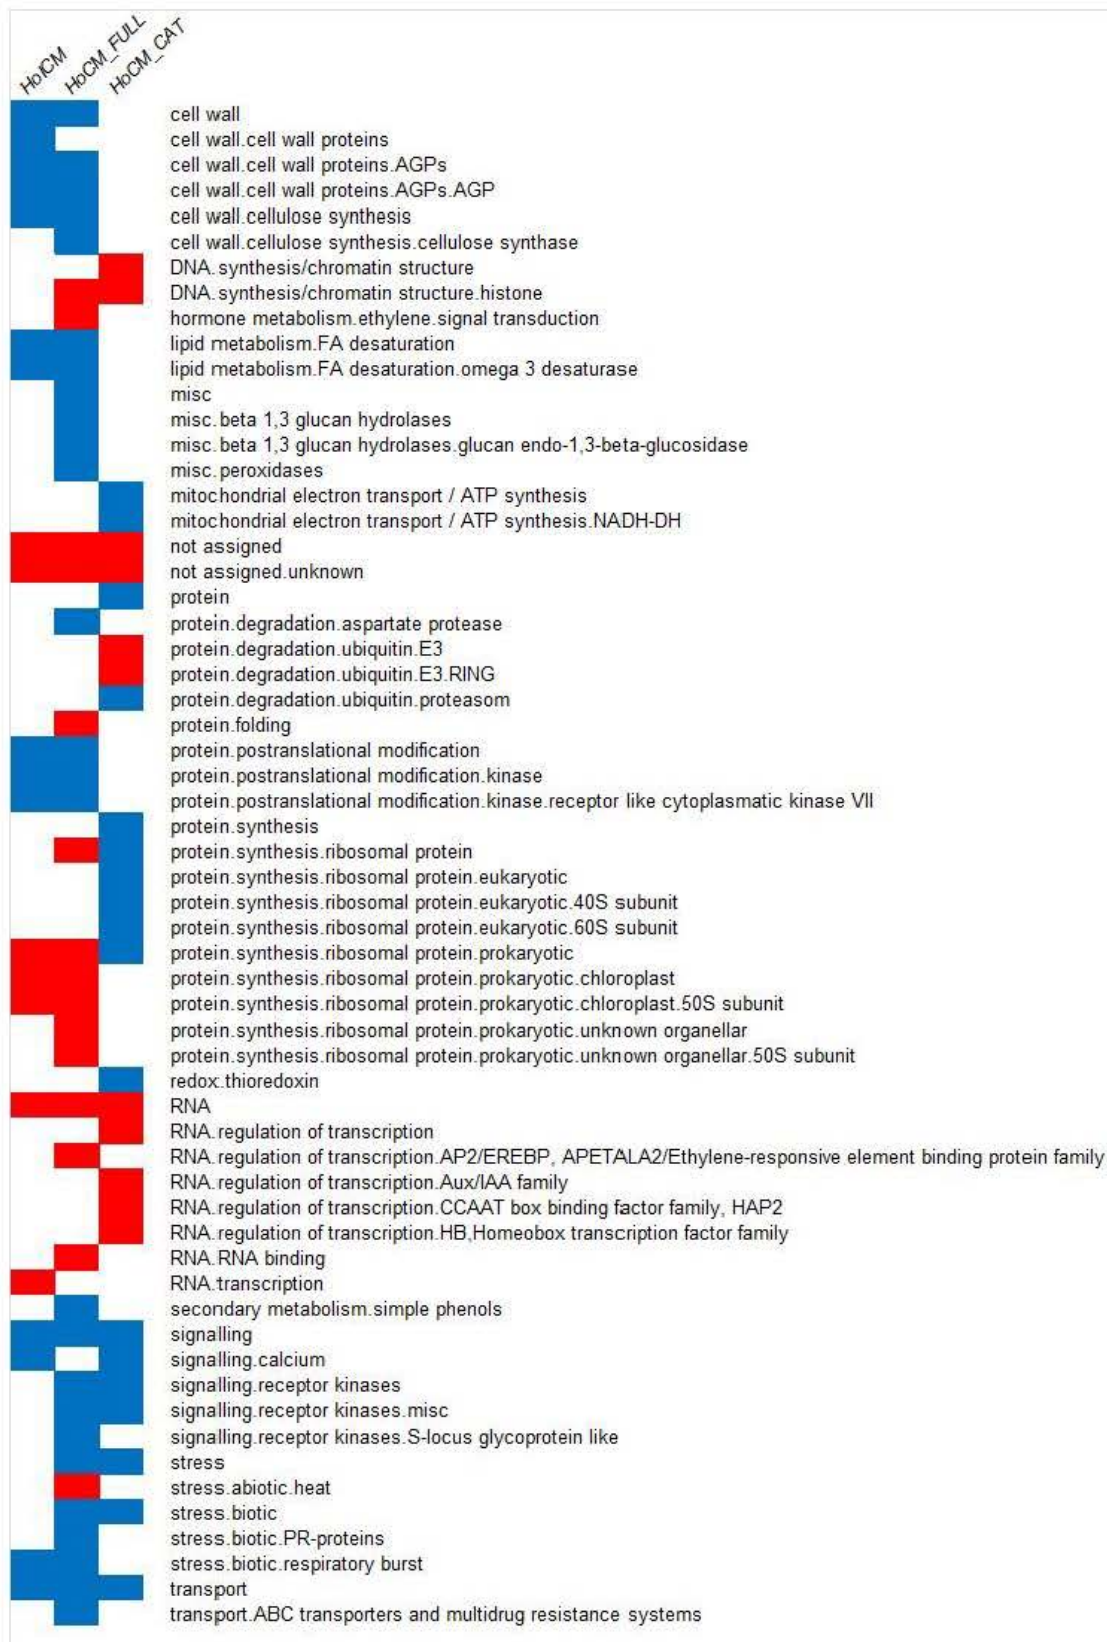 HoICM
HoCM_FULL
HoCM_CAT
cell wall
cell wall.cell wall proteins
cell wall.cell wall proteins.AGPs
cell wall.cell wall proteins.AGPs.AGP
cell wall.cellulose synthesis
cell wall.cellulose synthesis.cellulose synthase
DNA.synthesis/chromatin structure
DNA.synthesis/chromatin structure.histone
hormone metabolism.ethylene.signal transduction
lipid metabolism.FA desaturation
lipid metabolism.FA desaturation.omega 3 desaturase
misc
misc.beta 1,3 glucan hydrolases
misc.beta 1,3 glucan hydrolases.glucan endo-1,3-beta-glucosidase
misc.peroxidases
mitochondrial electron transport / ATP synthesis
mitochondrial electron transport / ATP synthesis.NADH-DH
not assigned
not assigned.unknown
protein
protein.degradation.aspartate protease
protein.degradation.ubiquitin.E3
protein.degradation.ubiquitin.E3.RING
protein.degradation.ubiquitin.proteasom
protein.folding
protein.postranslational modification
protein.postranslational modification.kinase
protein.postranslational modification.kinase.receptor like cytoplasmatic kinase VII
protein.synthesis
protein.synthesis.ribosomal protein
protein.synthesis.ribosomal protein.eukaryotic
protein.synthesis.ribosomal protein.eukaryotic.40S subunit
protein.synthesis.ribosomal protein.eukaryotic.60S subunit
protein.synthesis.ribosomal protein.prokaryotic
protein.synthesis.ribosomal protein.prokaryotic.chloroplast
protein.synthesis.ribosomal protein.prokaryotic.chloroplast.50S subunit
protein.synthesis.ribosomal protein.prokaryotic.unknown organellar
protein.synthesis.ribosomal protein.prokaryotic.unknown organellar.50S subunit
redox.thioredoxin
RNA
RNA.regulation of transcription
RNA.regulation of transcription.AP2/EREBP, APETALA2/Ethylene-responsive element binding protein family
RNA.regulation of transcription.Aux/IAA family
RNA.regulation of transcription.CCAAT box binding factor family, HAP2
RNA.regulation of transcription.HB,Homeobox transcription factor family
RNA.RNA binding
RNA.transcription
secondary metabolism.simple phenols
signalling
signalling.calcium
signalling.receptor kinases
signalling.receptor kinases.misc
signalling.receptor kinases.S-locus glycoprotein like
stress
stress.abiotic.heat
stress.biotic
stress.biotic.PR-proteins
stress.biotic.respiratory burst
transport
transport.ABC transporters and multidrug resistance systems